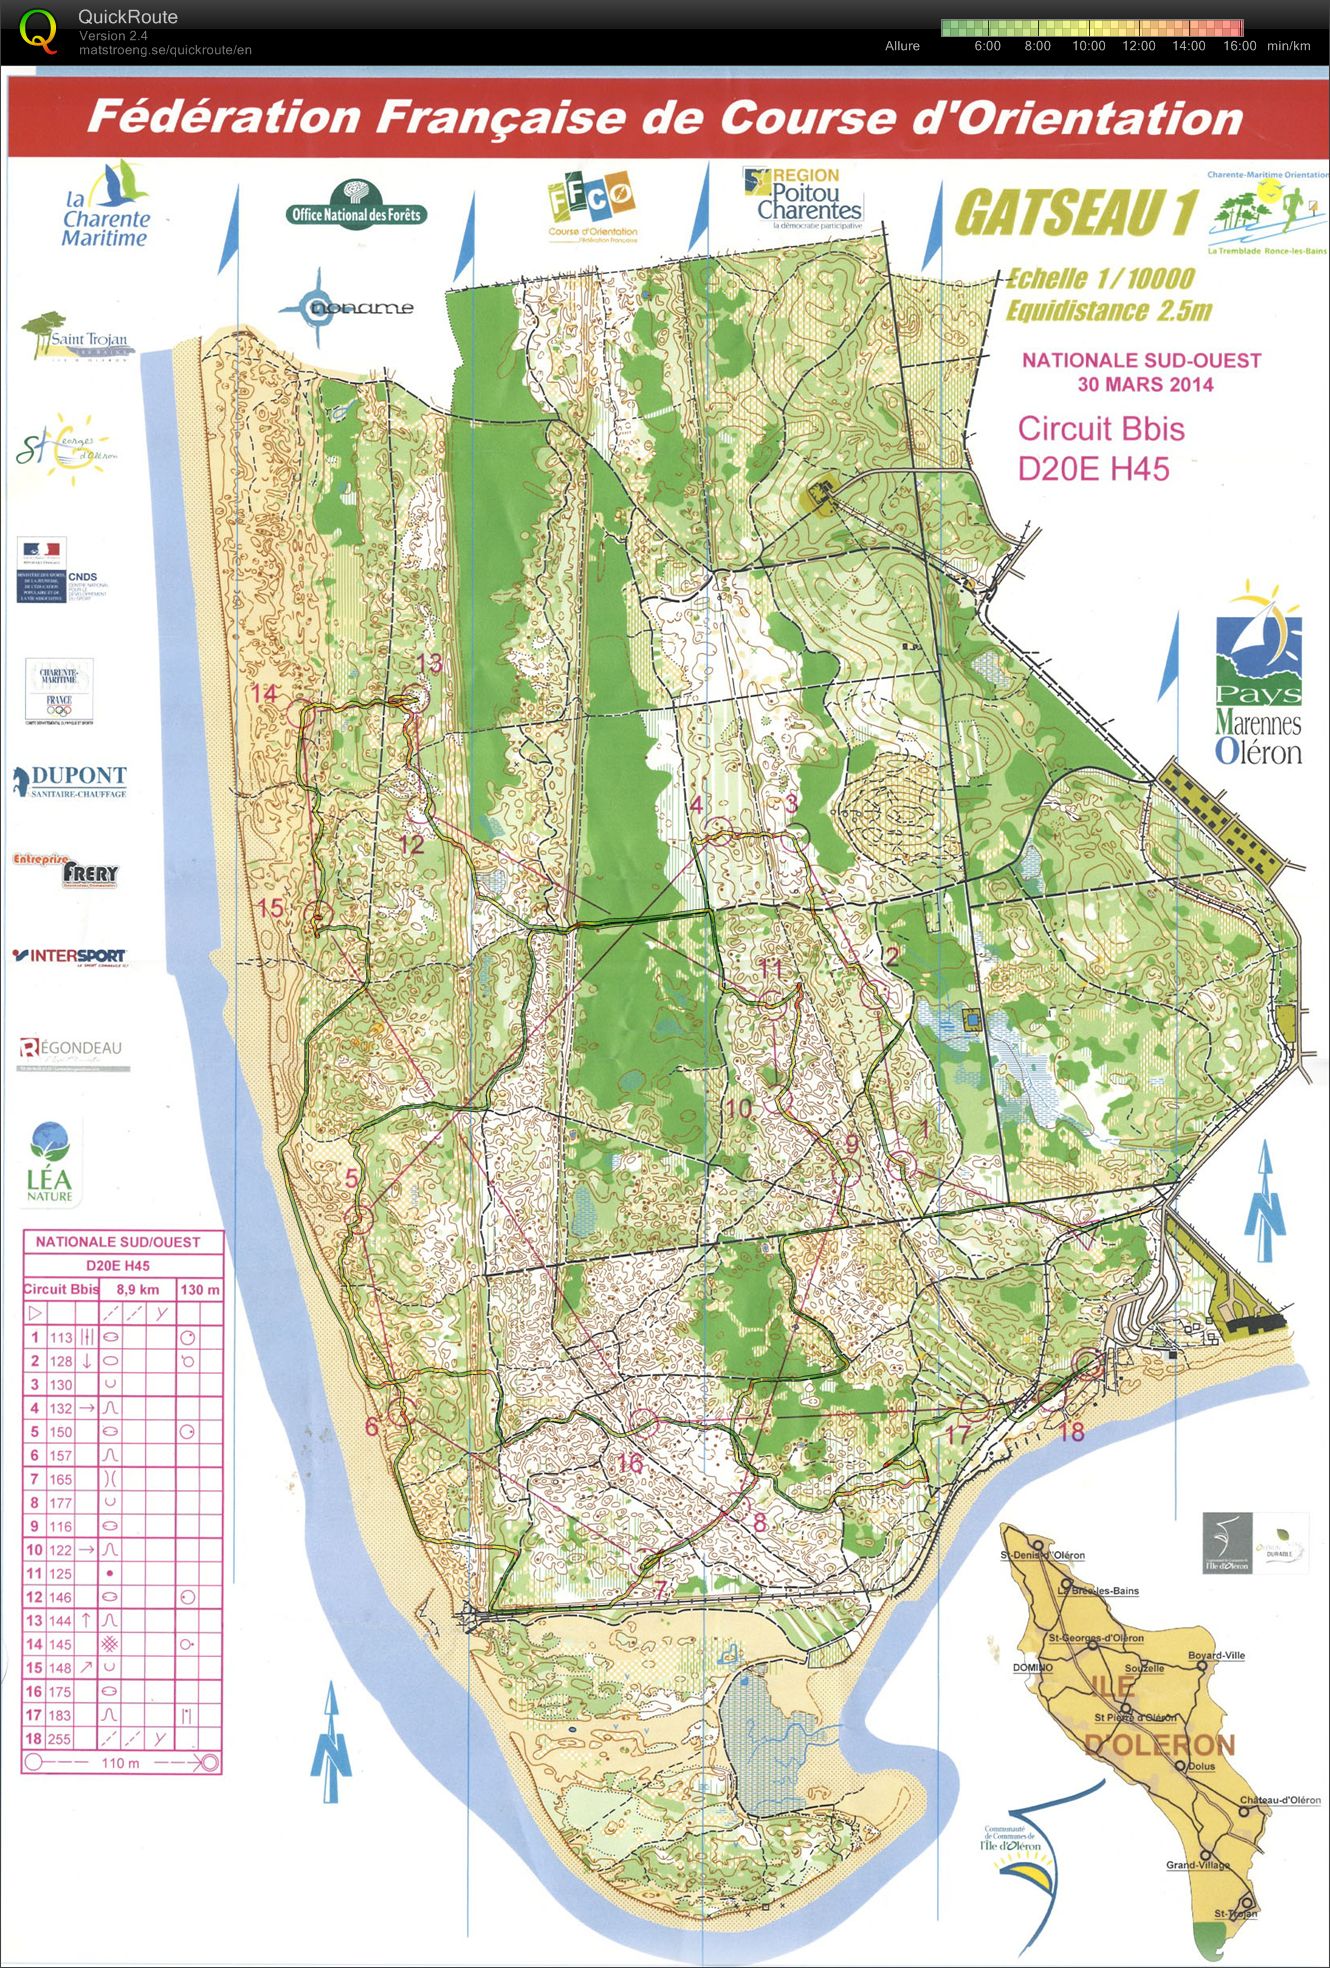 QuickRoute
Version 2.4
matstroeng.se/quickroute/en
Allure
6:00 8:00 10:00 12:00 14:00 16:00 min/km
Fédération Française de Course d'Orientation
la
Charente
Maritime
Office National des Forêts
FFCO
Course d'Orientation
REGION
Poitou
Charentes
la démocratie participative
GATSEAU 1
Charente-Maritime Orientation
La Tremblade Ronce-les-Bains
Echelle 1/10000
Equidistance 2.5m
noname
Saint Trojan
NATIONALE SUD-OUEST
30 MARS 2014
Circuit Bbis
D20E H45
St Georges
d'Oléron
CNDS
CHARENTE-
MARITIME
FRANCE
DUPONT
SANITAIRE-CHAUFFAGE
Entreprise
FRERY
INTERSPORT
RÉGONDEAU
LÉA
NATURE
Pays
Marennes
Oléron
14
13
4
3
12
15
2
11
10
9
1
5
6
16
17
18
8
7
N
NATIONALE SUD/OUEST
D20E H45
Circuit Bbis 8,9 km 130 m
1 113
2 128
3 130
4 132
5 150
6 157
7 165
8 177
9 116
10 122
11 125
12 146
13 144
14 145
15 148
16 175
17 183
18 255
110 m
N
St-Denis-d'Oléron
La Brée-les-Bains
St-Georges-d'Oléron
Boyard-Ville
DOMINO
Sauzelle
ILE
St Pierre d'Oléron
D'OLERON
Dolus
Château-d'Oléron
Grand-Village
St-Trojan
Communauté
de Communes de
l'Île d'Oléron